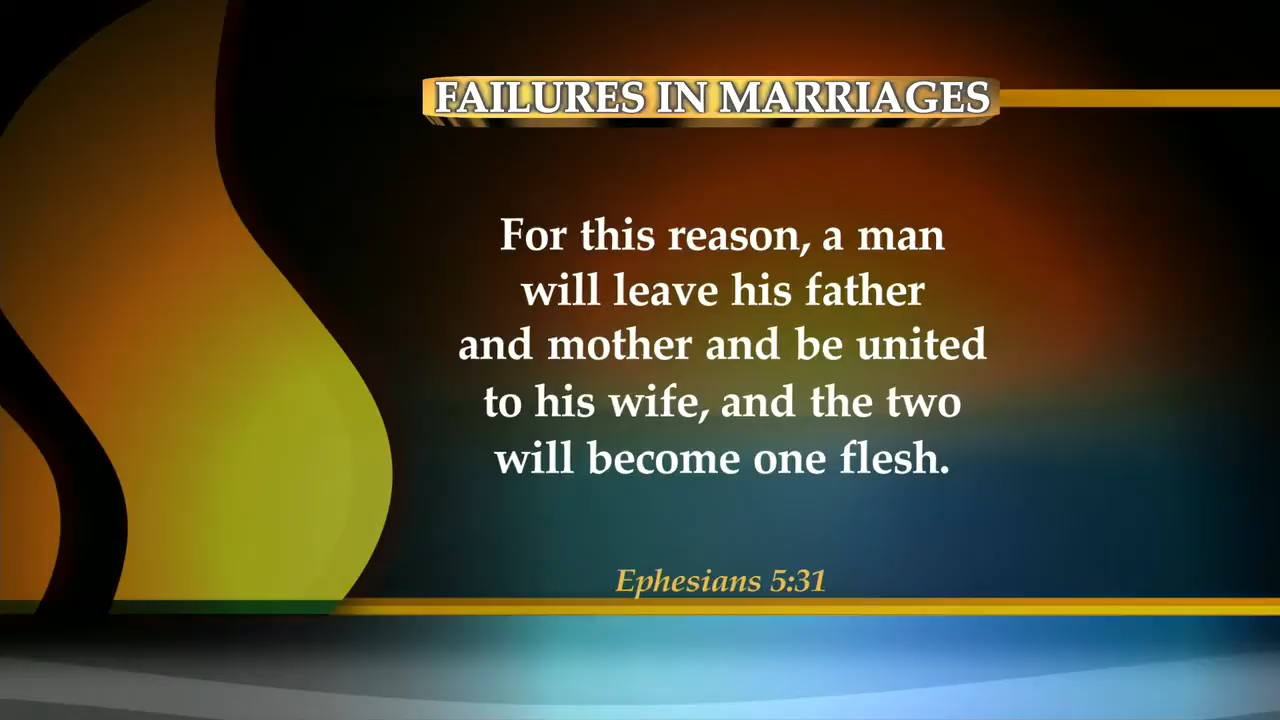 FAILURES IN MARRIAGES
For this reason, a man
will leave his father
and mother and be united
to his wife, and the two
will become one flesh.
Ephesians 5:31